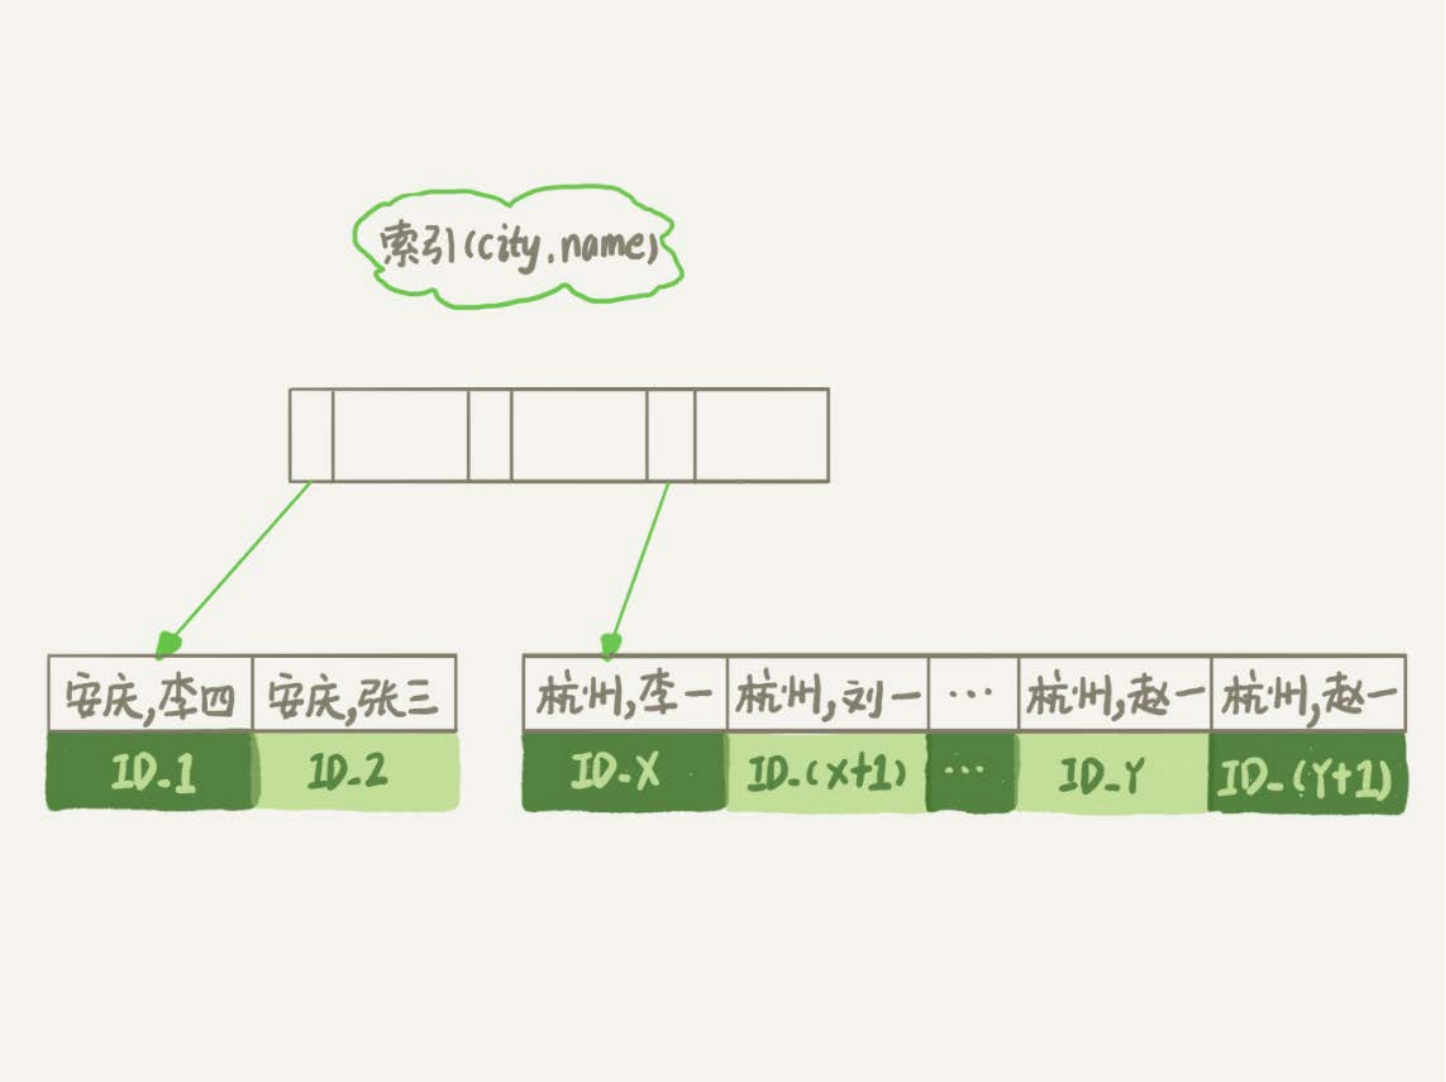 索引(city,name)
安庆,李四 安庆,张三 杭州,李一 杭州,刘一 ... 杭州,赵一 杭州,赵一
ID_1 ID_2 ID_X ID_(X+1) ... ID_Y ID_(Y+1)